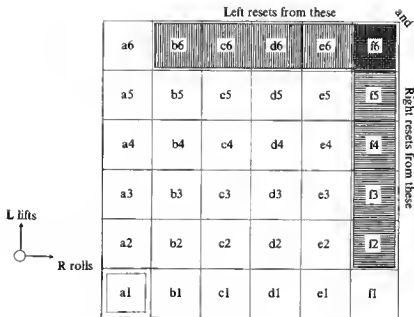 Left resets from these
and
Right resets from these
a6 b6 c6 d6 e6 f6
a5 b5 c5 d5 e5 f5
a4 b4 c4 d4 e4 f4
a3 b3 c3 d3 e3 f3
a2 b2 c2 d2 e2 f2
a1 b1 c1 d1 e1 f1
L lifts
R rolls